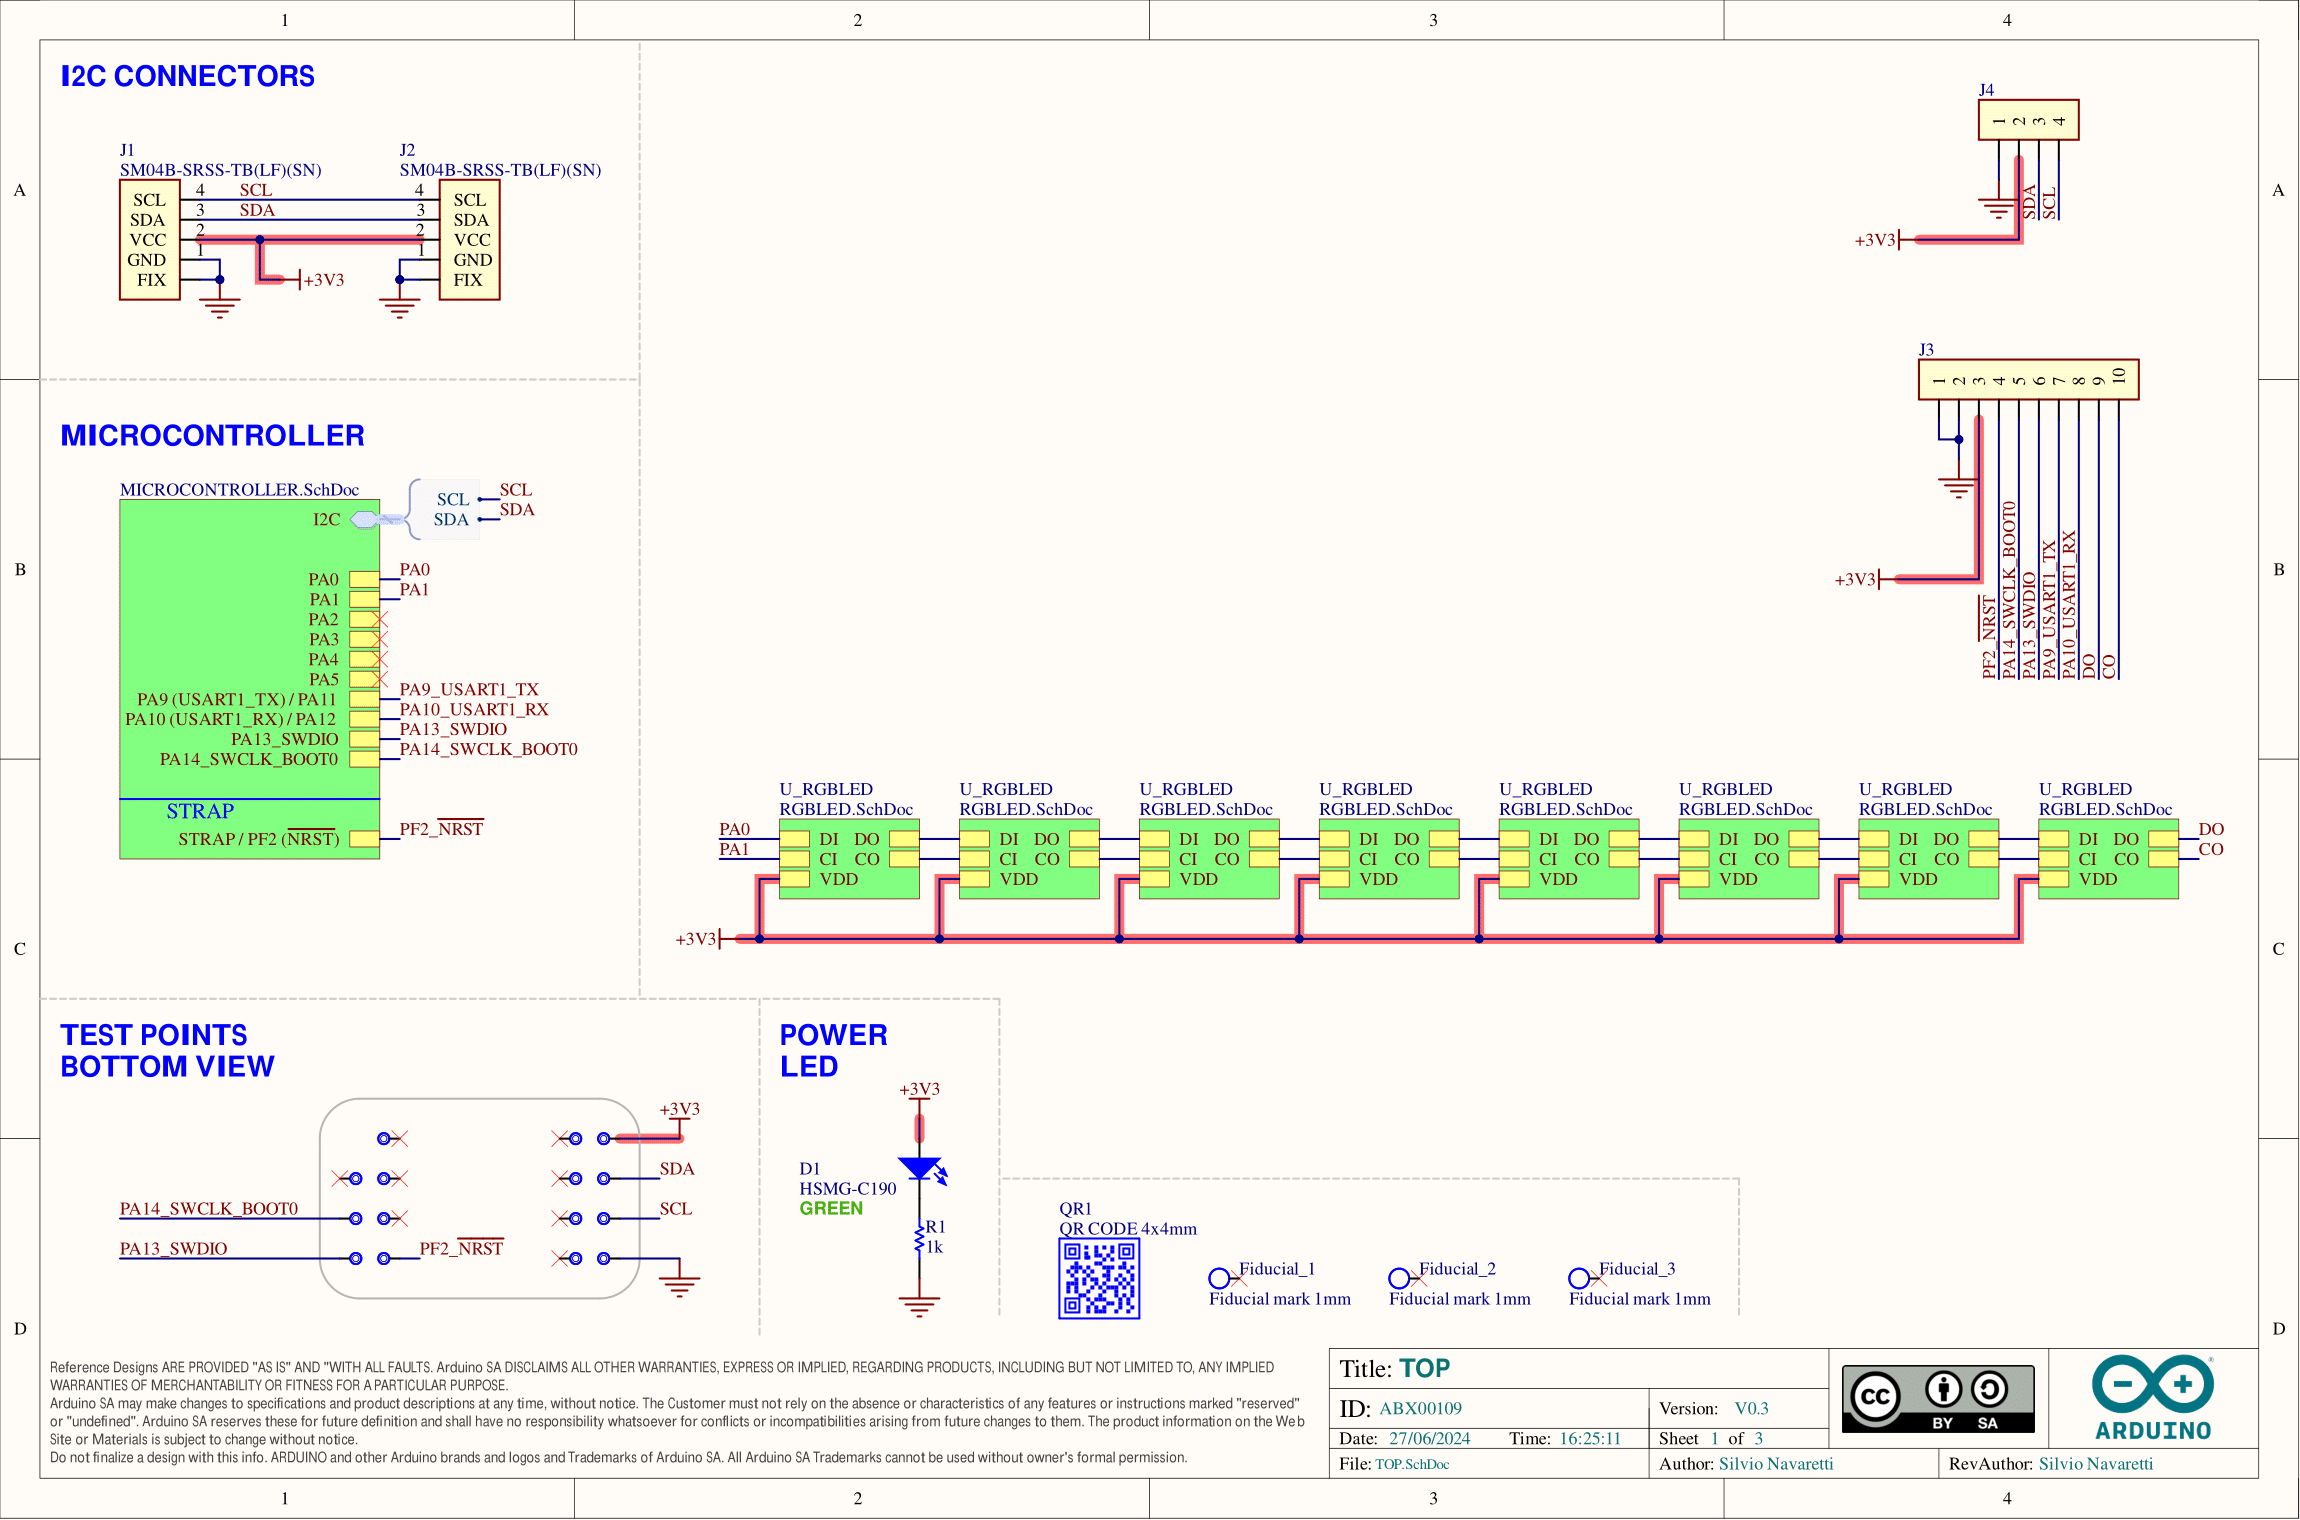 1 2 3 4
A
B
C
D
I2C CONNECTORS
J1
SM04B-SRSS-TB(LF)(SN)
SCL 4 SCL
SDA 3 SDA
VCC 2
GND 1
FIX
+3V3
J2
SM04B-SRSS-TB(LF)(SN)
4 SCL
3 SDA
2 VCC
1 GND
FIX
J4
1 2 3 4
SDA
SCL
+3V3
J3
1 2 3 4 5 6 7 8 9 10
+3V3
PF2_NRST
PA14_SWCLK_BOOT0
PA13_SWDIO
PA9_USART1_TX
PA10_USART1_RX
DO
CO
MICROCONTROLLER
MICROCONTROLLER.SchDoc
I2C
SCL SCL
SDA SDA
PA0 PA0
PA1 PA1
PA2
PA3
PA4
PA5
PA9 (USART1_TX) / PA11 PA9_USART1_TX
PA10 (USART1_RX) / PA12 PA10_USART1_RX
PA13_SWDIO PA13_SWDIO
PA14_SWCLK_BOOT0 PA14_SWCLK_BOOT0
STRAP
STRAP / PF2 (NRST) PF2_NRST
U_RGBLED U_RGBLED U_RGBLED U_RGBLED U_RGBLED U_RGBLED U_RGBLED U_RGBLED
RGBLED.SchDoc RGBLED.SchDoc RGBLED.SchDoc RGBLED.SchDoc RGBLED.SchDoc RGBLED.SchDoc RGBLED.SchDoc RGBLED.SchDoc
PA0 DI DO DI DO DI DO DI DO DI DO DI DO DI DO DI DO DO
PA1 CI CO CI CO CI CO CI CO CI CO CI CO CI CO CI CO CO
VDD VDD VDD VDD VDD VDD VDD VDD
+3V3
TEST POINTS
BOTTOM VIEW
+3V3
SDA
PA14_SWCLK_BOOT0 SCL
PA13_SWDIO PF2_NRST
POWER
LED
+3V3
D1
HSMG-C190
GREEN
R1
1k
QR1
QR CODE 4x4mm
Fiducial_1 Fiducial_2 Fiducial_3
Fiducial mark 1mm Fiducial mark 1mm Fiducial mark 1mm
Reference Designs ARE PROVIDED "AS IS" AND "WITH ALL FAULTS. Arduino SA DISCLAIMS ALL OTHER WARRANTIES, EXPRESS OR IMPLIED, REGARDING PRODUCTS, INCLUDING BUT NOT LIMITED TO, ANY IMPLIED
WARRANTIES OF MERCHANTABILITY OR FITNESS FOR A PARTICULAR PURPOSE.
Arduino SA may make changes to specifications and product descriptions at any time, without notice. The Customer must not rely on the absence or characteristics of any features or instructions marked "reserved"
or "undefined". Arduino SA reserves these for future definition and shall have no responsibility whatsoever for conflicts or incompatibilities arising from future changes to them. The product information on the Web
Site or Materials is subject to change without notice.
Do not finalize a design with this info. ARDUINO and other Arduino brands and logos and Trademarks of Arduino SA. All Arduino SA Trademarks cannot be used without owner's formal permission.
Title: TOP
ID: ABX00109 Version: V0.3
Date: 27/06/2024 Time: 16:25:11 Sheet 1 of 3
File: TOP.SchDoc Author: Silvio Navaretti RevAuthor: Silvio Navaretti
cc
BY SA
ARDUINO
®
A
B
C
D
1 2 3 4